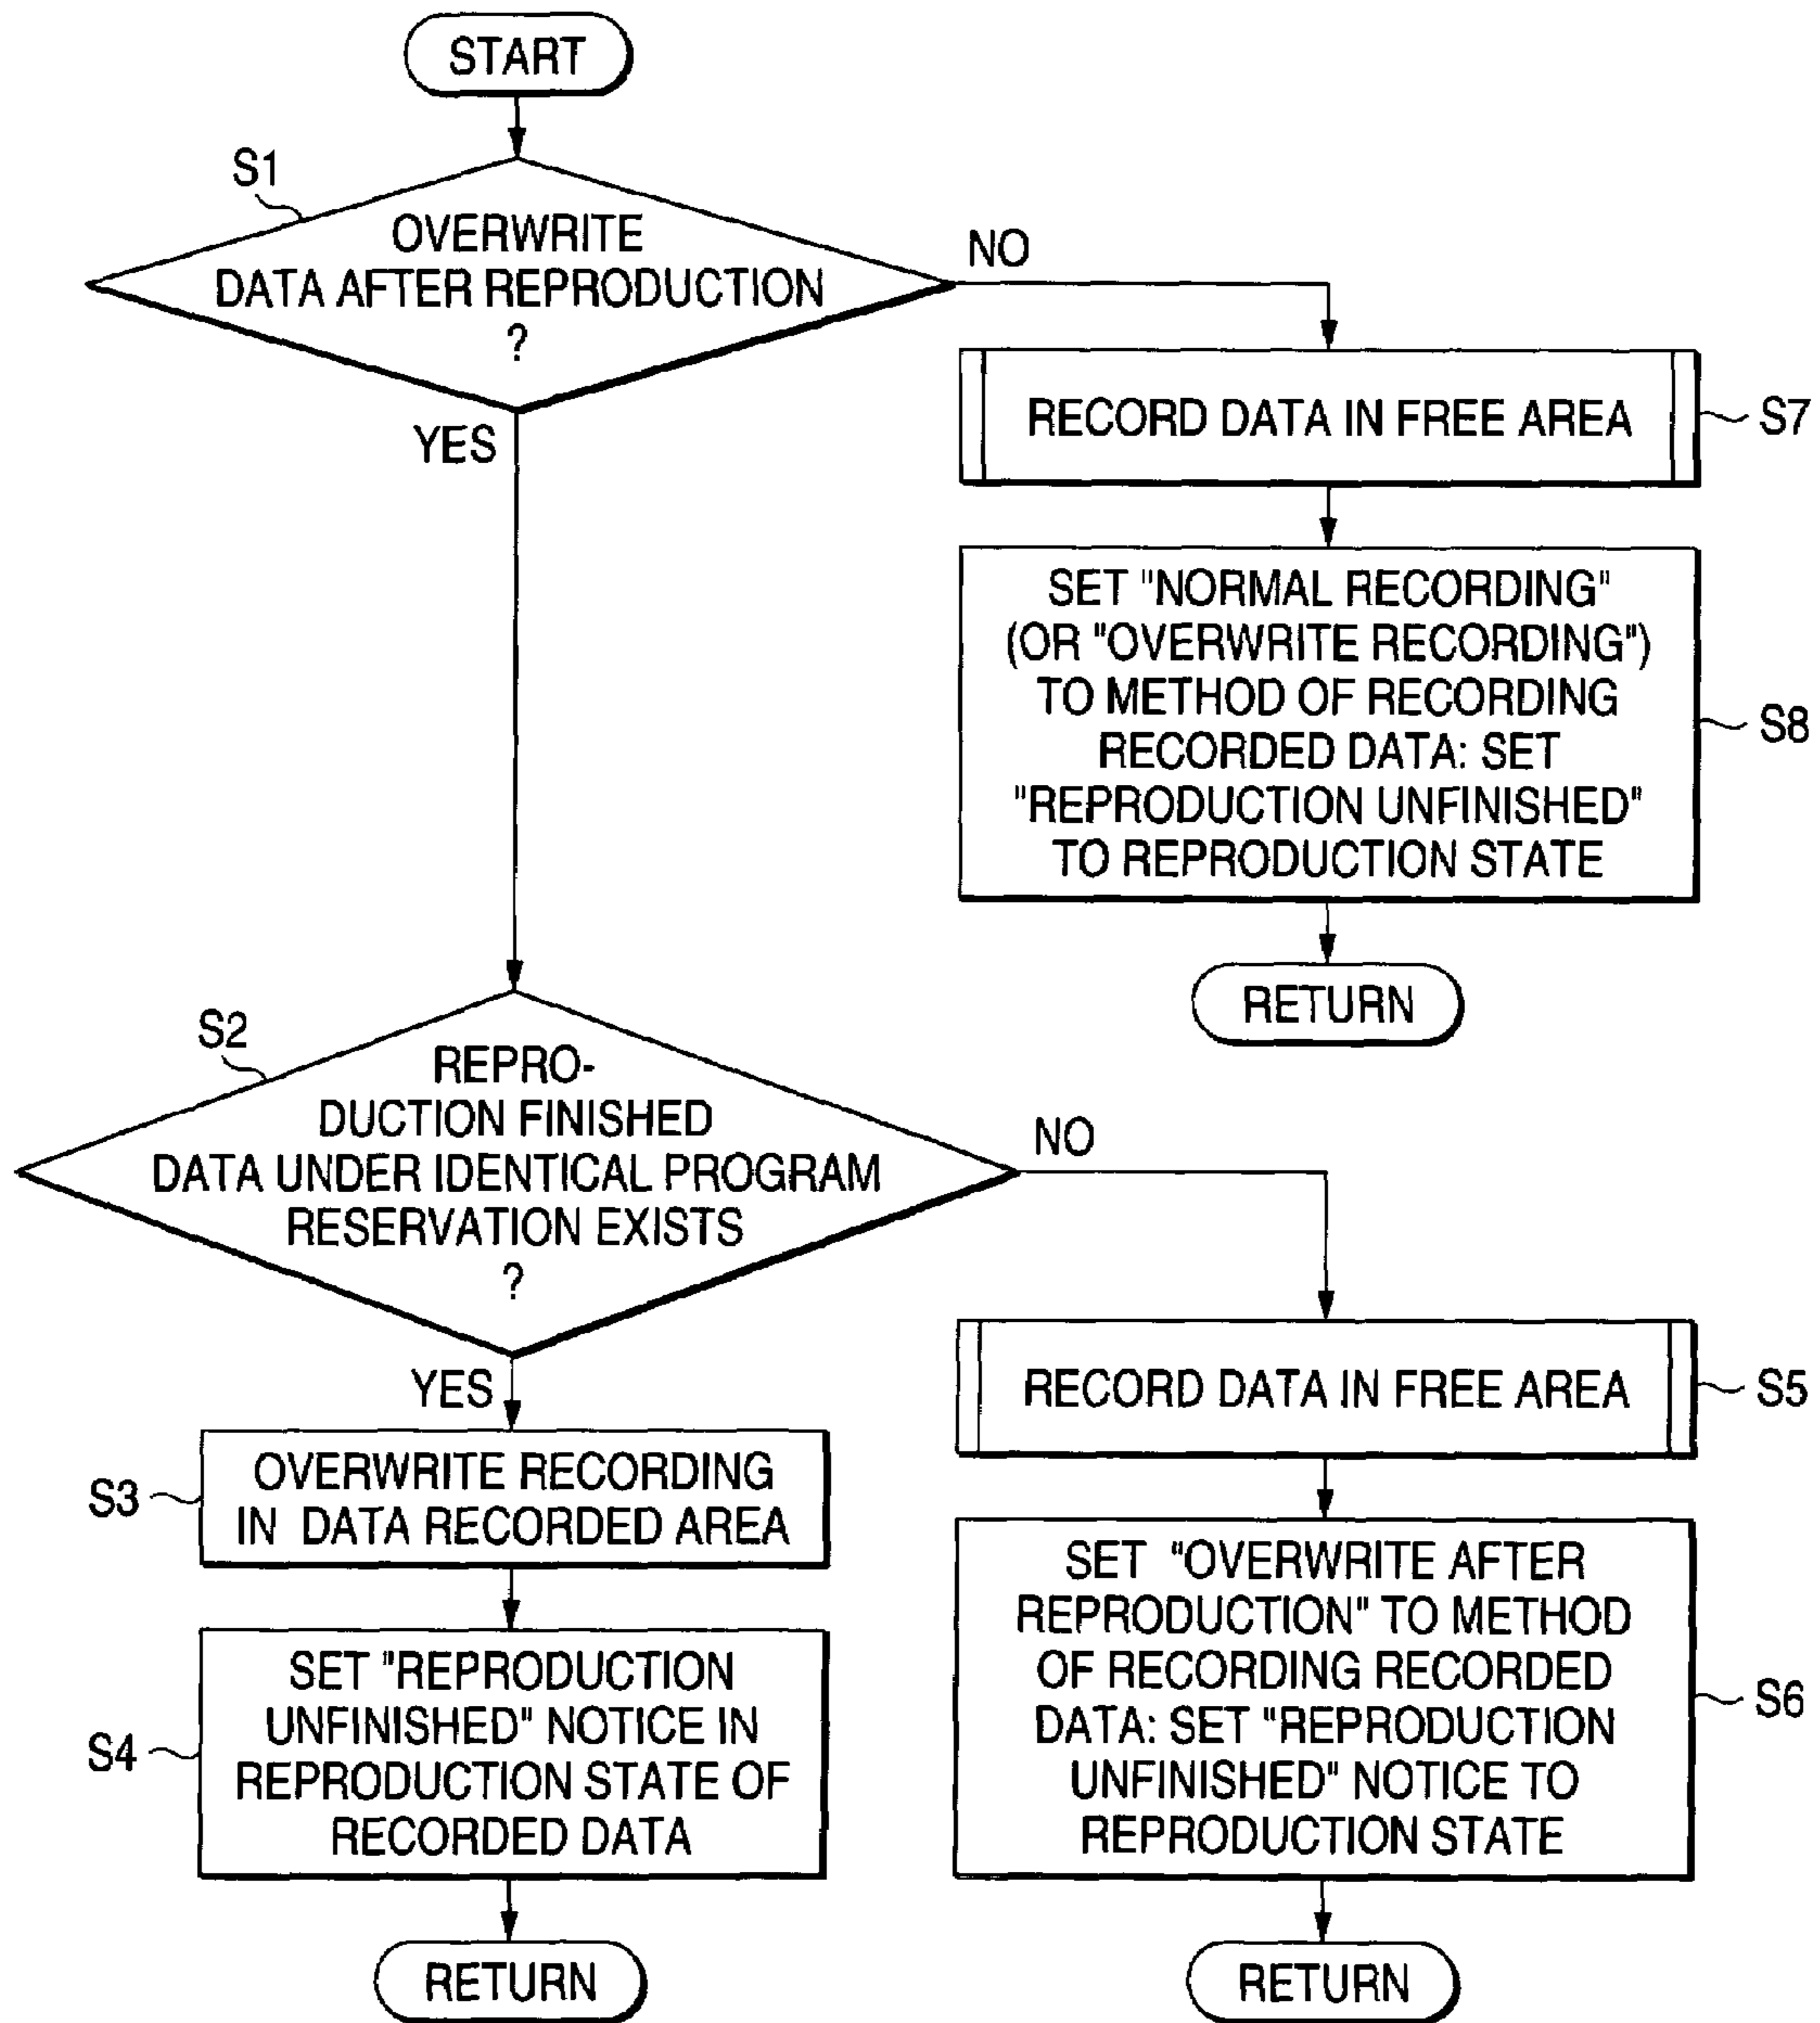 START
S1
OVERWRITE
DATA AFTER REPRODUCTION
?
NO
YES
RECORD DATA IN FREE AREA
S7
SET "NORMAL RECORDING"
(OR "OVERWRITE RECORDING")
TO METHOD OF RECORDING
RECORDED DATA: SET
"REPRODUCTION UNFINISHED"
TO REPRODUCTION STATE
S8
RETURN
S2
REPRO-
DUCTION FINISHED
DATA UNDER IDENTICAL PROGRAM
RESERVATION EXISTS
?
NO
YES
OVERWRITE RECORDING
IN DATA RECORDED AREA
S3
SET "REPRODUCTION
UNFINISHED" NOTICE IN
REPRODUCTION STATE OF
RECORDED DATA
S4
RETURN
RECORD DATA IN FREE AREA
S5
SET "OVERWRITE AFTER
REPRODUCTION" TO METHOD
OF RECORDING RECORDED
DATA: SET "REPRODUCTION
UNFINISHED" NOTICE TO
REPRODUCTION STATE
S6
RETURN